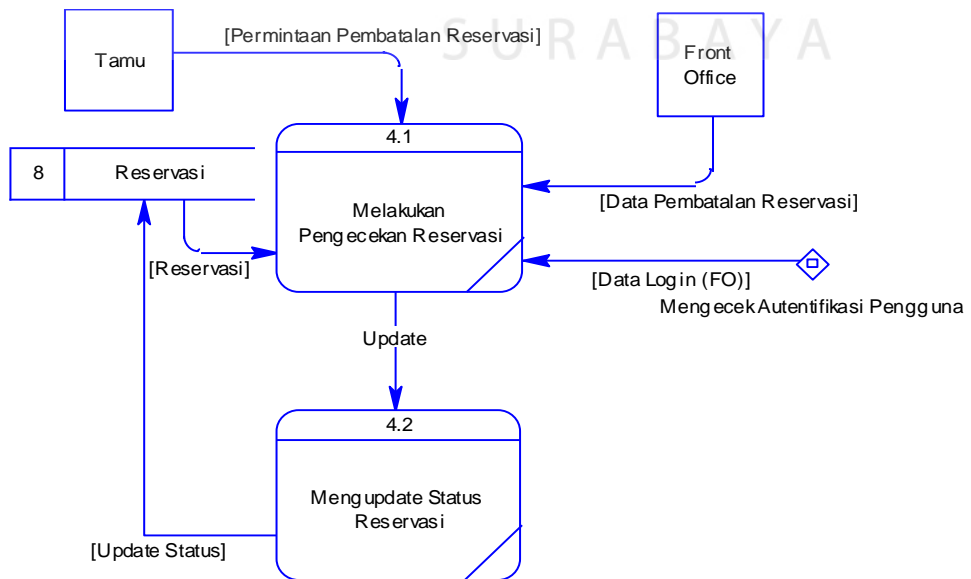 SURABAYA
[Permintaan Pembatalan Reservasi]
Tamu
Front
Office
4.1
8
Reservasi
Melakukan
Pengecekan Reservasi
[Data Pembatalan Reservasi]
[Reservasi]
[Data Login (FO)]
Mengecek Autentifikasi Pengguna
Update
4.2
Mengupdate Status
Reservasi
[Update Status]